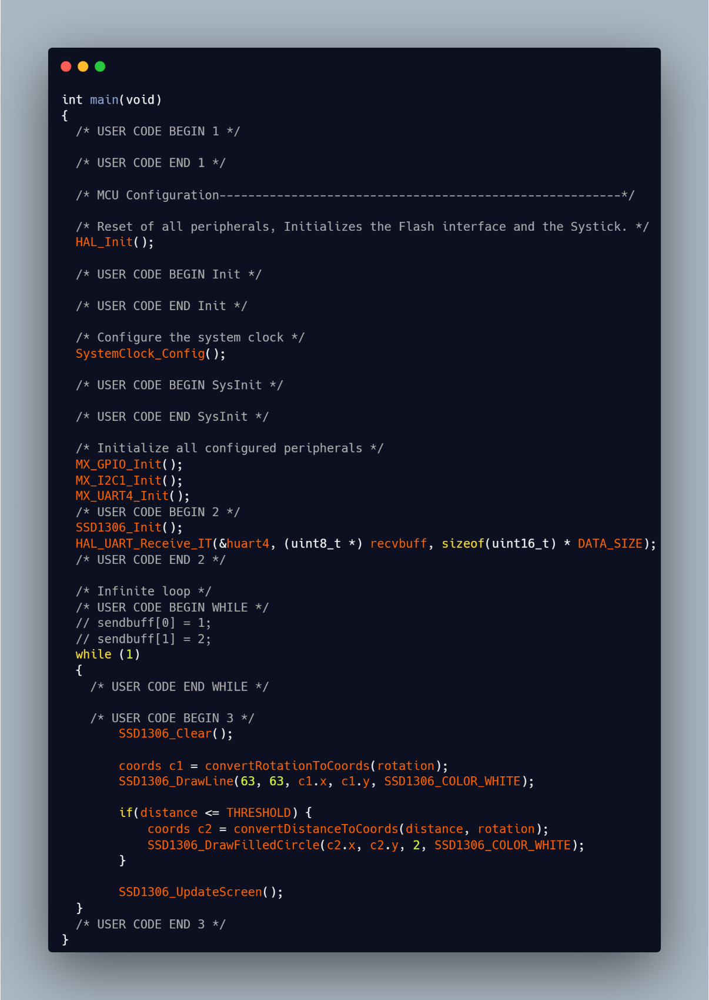 int main(void)
{
  /* USER CODE BEGIN 1 */

  /* USER CODE END 1 */

  /* MCU Configuration--------------------------------------------------------*/

  /* Reset of all peripherals, Initializes the Flash interface and the Systick. */
  HAL_Init();

  /* USER CODE BEGIN Init */

  /* USER CODE END Init */

  /* Configure the system clock */
  SystemClock_Config();

  /* USER CODE BEGIN SysInit */

  /* USER CODE END SysInit */

  /* Initialize all configured peripherals */
  MX_GPIO_Init();
  MX_I2C1_Init();
  MX_UART4_Init();
  /* USER CODE BEGIN 2 */
  SSD1306_Init();
  HAL_UART_Receive_IT(&huart4, (uint8_t *) recvbuff, sizeof(uint16_t) * DATA_SIZE);
  /* USER CODE END 2 */

  /* Infinite loop */
  /* USER CODE BEGIN WHILE */
  // sendbuff[0] = 1;
  // sendbuff[1] = 2;
  while (1)
  {
    /* USER CODE END WHILE */

    /* USER CODE BEGIN 3 */
        SSD1306_Clear();

        coords c1 = convertRotationToCoords(rotation);
        SSD1306_DrawLine(63, 63, c1.x, c1.y, SSD1306_COLOR_WHITE);

        if(distance <= THRESHOLD) {
            coords c2 = convertDistanceToCoords(distance, rotation);
            SSD1306_DrawFilledCircle(c2.x, c2.y, 2, SSD1306_COLOR_WHITE);
        }

        SSD1306_UpdateScreen();
  }
  /* USER CODE END 3 */
}